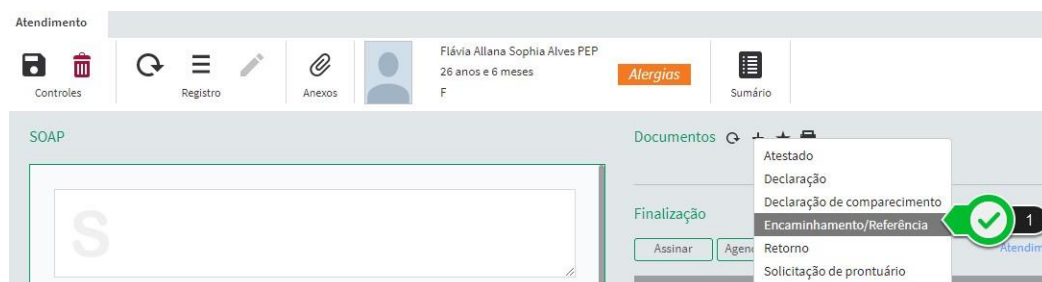 Atendimento
Flávia Allana Sophia Alves PEP
26 anos e 6 meses
F
Alergias
Controles
Registro
Anexos
Sumário
SOAP
S
Documentos
Atestado
Declaração
Declaração de comparecimento
Encaminhamento/Referência
1
Retorno
Solicitação de prontuário
Finalização
Assinar
Agen
Atendim